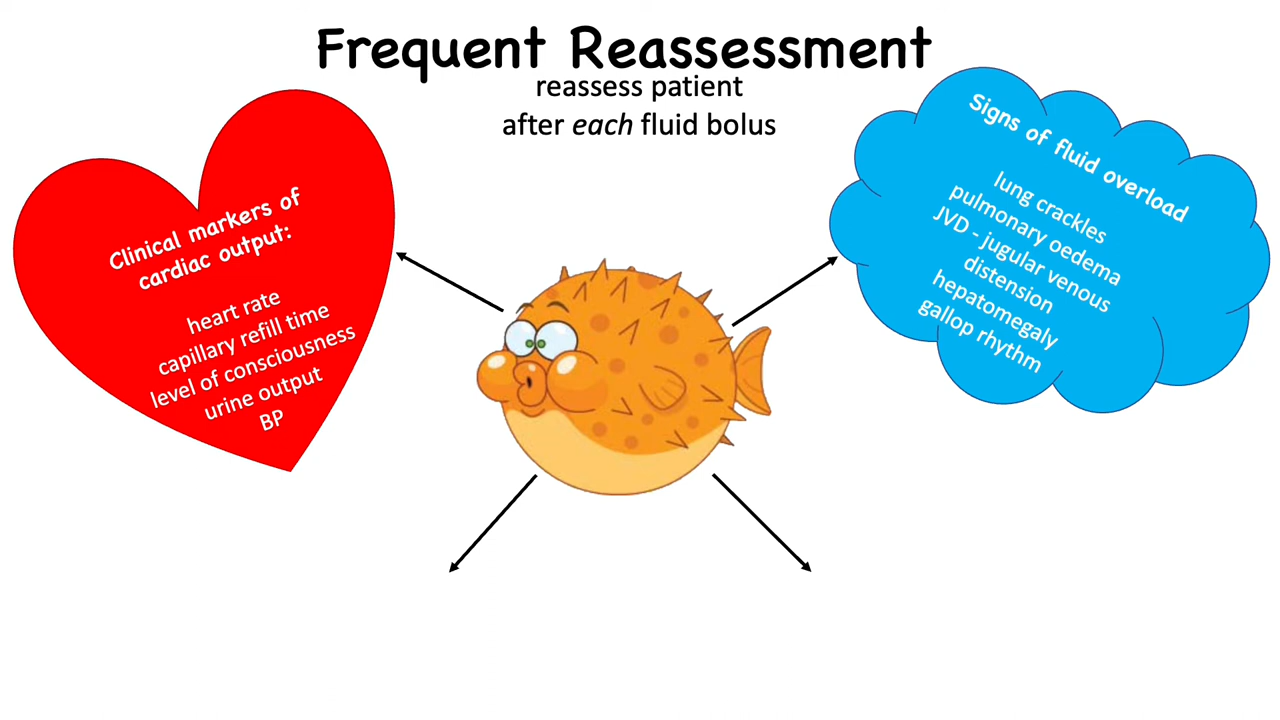 Frequent Reassessment
reassess patient
after each fluid bolus
Clinical markers of
cardiac output:
heart rate
capillary refill time
level of consciousness
urine output
BP
Signs of fluid overload
lung crackles
pulmonary oedema
JVD - jugular venous
distension
hepatomegaly
gallop rhythm